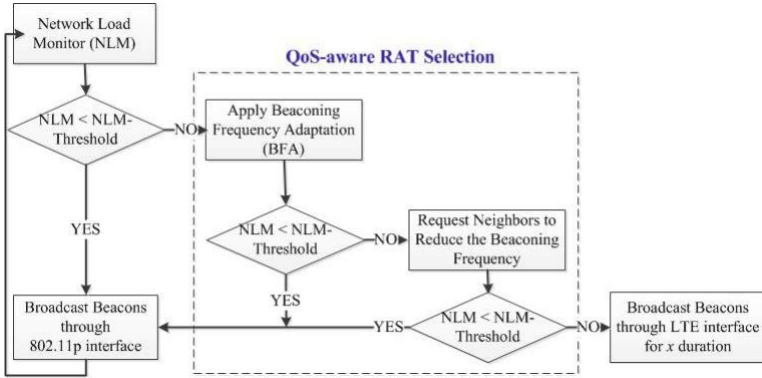 Network Load
Monitor (NLM)
QoS-aware RAT Selection
NLM < NLM-
Threshold
NO
Apply Beaconing
Frequency Adaptation
(BFA)
YES
NLM < NLM-
Threshold
NO
Request Neighbors to
Reduce the Beaconing
Frequency
YES
Broadcast Beacons
through
802.11p interface
YES
NLM < NLM-
Threshold
NO
Broadcast Beacons
through LTE interface
for x duration